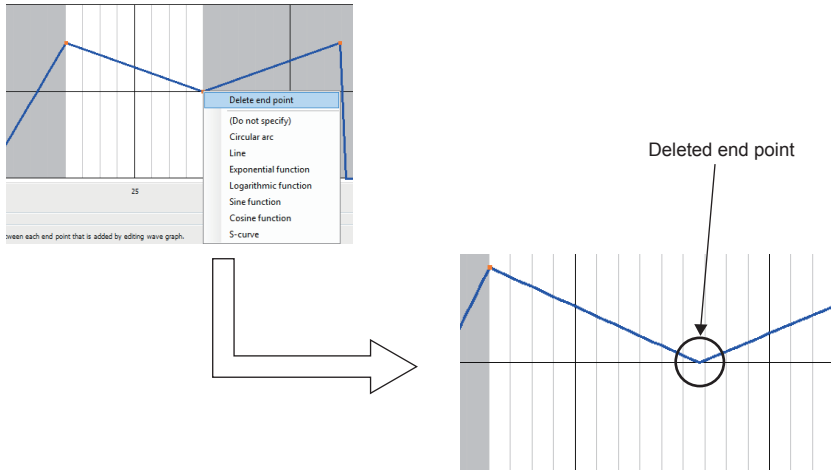 Delete end point
(Do not specify)
Circular arc
Line
Exponential function
Logarithmic function
Sine function
Cosine function
S-curve
25
each end point that is added by editing wave graph.
Deleted end point